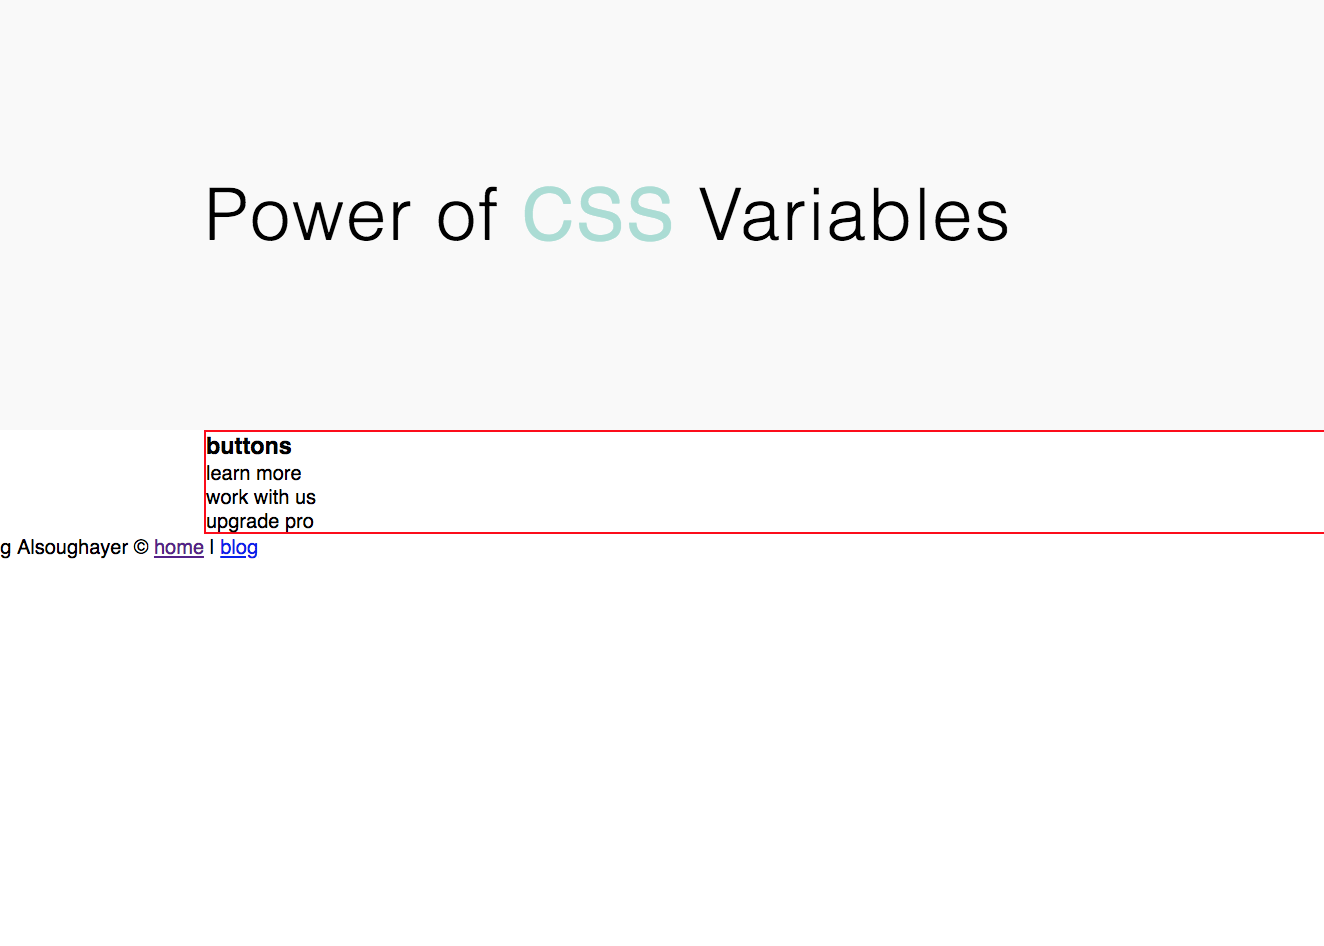 Power of CSS Variables
buttons
learn more
work with us
upgrade pro
g Alsoughayer © home | blog